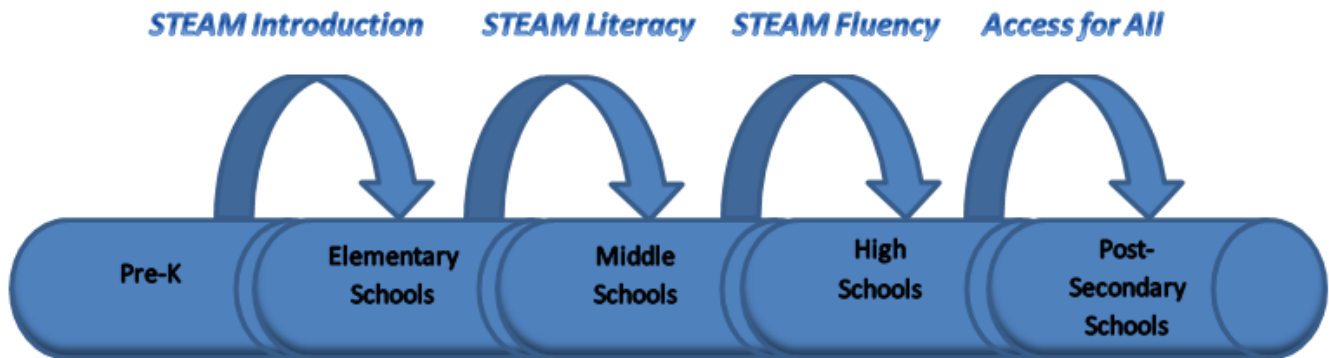 STEAM Introduction
STEAM Literacy
STEAM Fluency
Access for All
Pre-K
Elementary
Schools
Middle
Schools
High
Schools
Post-
Secondary
Schools